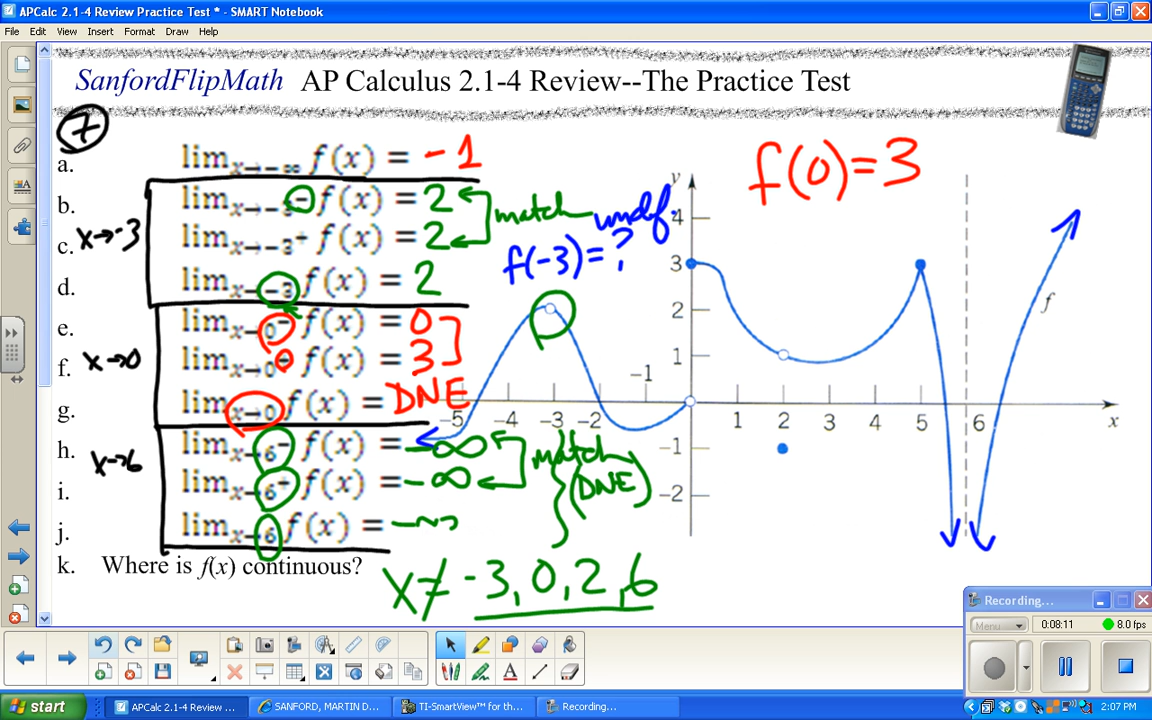 APCalc 2.1-4 Review Practice Test * - SMART Notebook
File Edit View Insert Format Draw Help
SanfordFlipMath AP Calculus 2.1-4 Review--The Practice Test
7
f(0)=3
a. lim x→-∞ f(x) = -1
b. lim x→-3⁻ f(x) = 2
match undf.
x→-3
c. lim x→-3⁺ f(x) = 2
f(-3)=?
d. lim x→-3 f(x) = 2
e. lim x→0⁻ f(x) = 0
x→0
f. lim x→0⁺ f(x) = 3
g. lim x→0 f(x) = DNE
h. lim x→6⁻ f(x) = -∞
x→6
match
(DNE)
i. lim x→6⁺ f(x) = -∞
j. lim x→6 f(x) = -∞
k. Where is f(x) continuous? x ≠ -3, 0, 2, 6
y
4
3
2
1
-1
-5 -4 -3 -2 1 2 3 4 5 6 x
-1
-2
f
Recording...
Menu 0:08:11 8.0 fps
start APCalc 2.1-4 Review ... SANFORD, MARTIN D... TI-SmartView™ for th... Recording... 2:07 PM